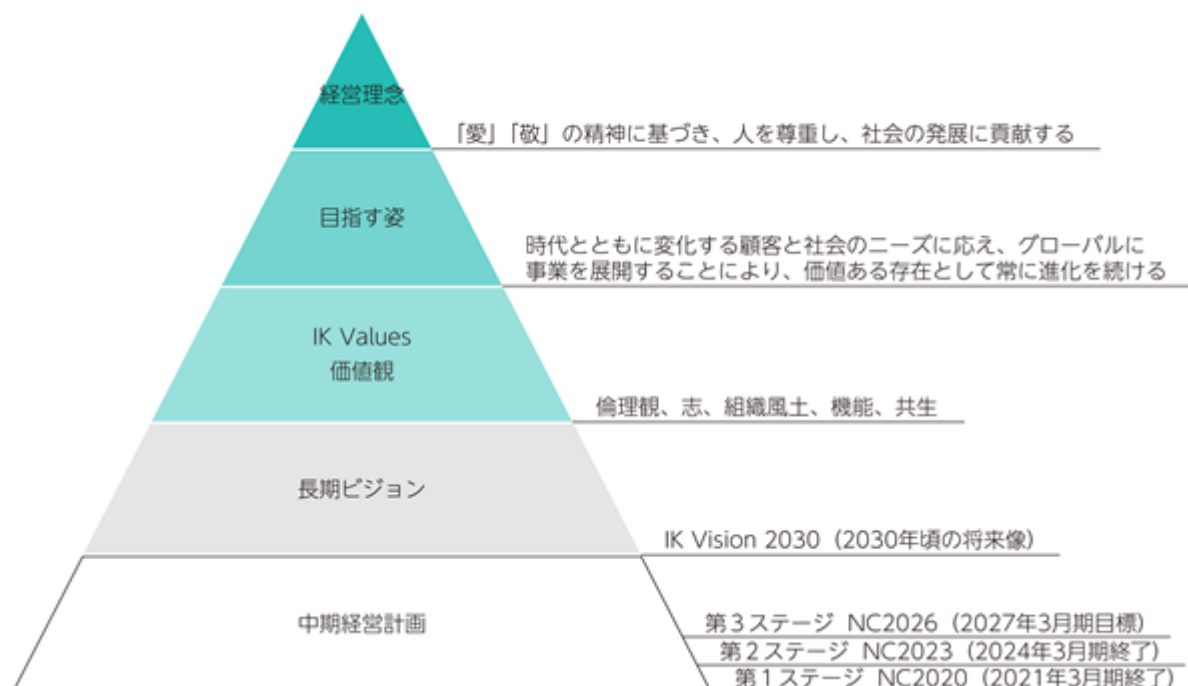 経営理念
「愛」「敬」の精神に基づき、人を尊重し、社会の発展に貢献する
目指す姿
時代とともに変化する顧客と社会のニーズに応え、グローバルに
事業を展開することにより、価値ある存在として常に進化を続ける
IK Values
価値観
倫理観、志、組織風土、機能、共生
長期ビジョン
IK Vision 2030（2030年頃の将来像）
中期経営計画
第3ステージ NC2026（2027年3月期目標）
第2ステージ NC2023（2024年3月期終了）
第1ステージ NC2020（2021年3月期終了）